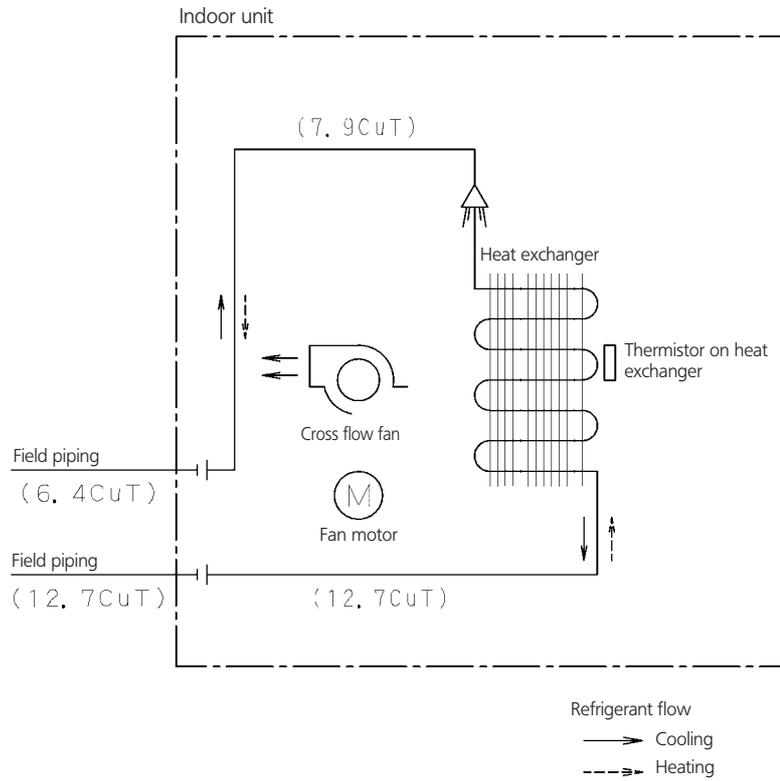 Indoor unit
(7.9CuT)
Heat exchanger
Thermistor on heat
exchanger
Cross flow fan
Field piping
(6.4CuT)
M
Fan motor
Field piping
(12.7CuT)
(12.7CuT)
Refrigerant flow
Cooling
Heating